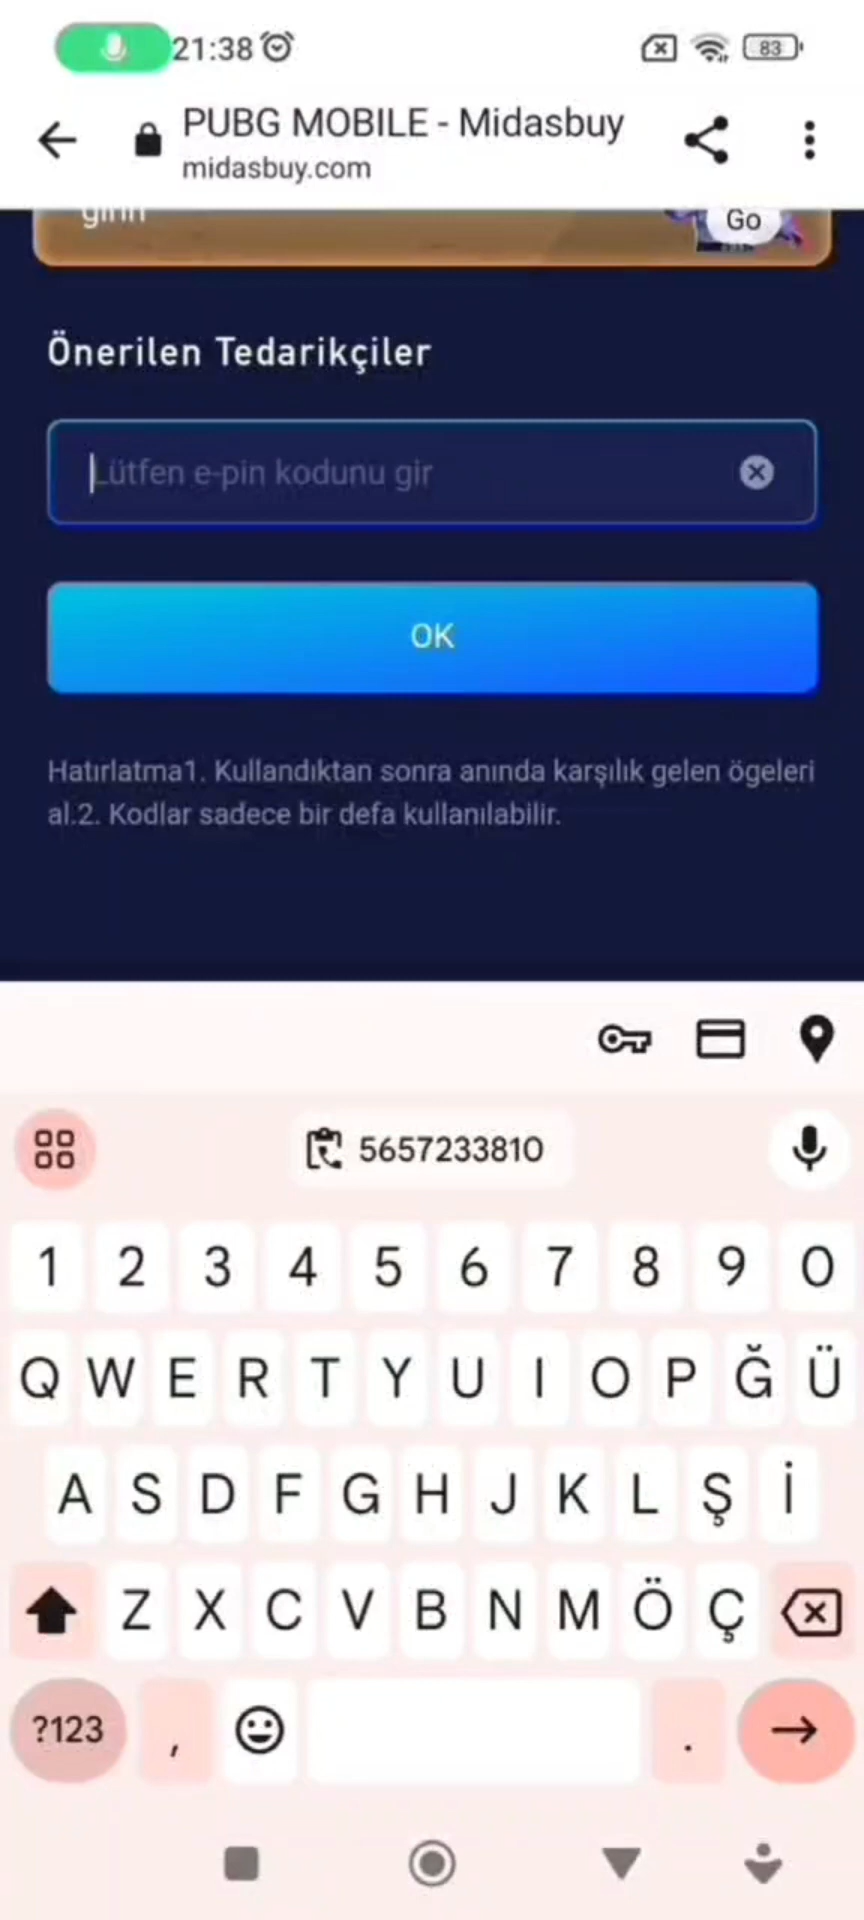 21:38
83
PUBG MOBILE - Midasbuy
midasbuy.com
girin
Go
Önerilen Tedarikçiler
Lütfen e-pin kodunu gir
OK
Hatırlatma1. Kullandıktan sonra anında karşılık gelen ögeleri
al.2. Kodlar sadece bir defa kullanılabilir.
5657233810
1 2 3 4 5 6 7 8 9 0
Q W E R T Y U I O P Ğ Ü
A S D F G H J K L Ş İ
Z X C V B N M Ö Ç
?123 , .